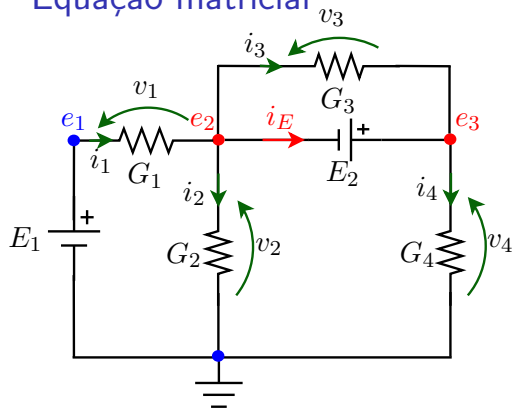 Equação matricial
v3
i3
G3
v1
e1
e2
iE
e3
i1
G1
+
E2
i2
i4
E1
+
G2
v2
G4
v4